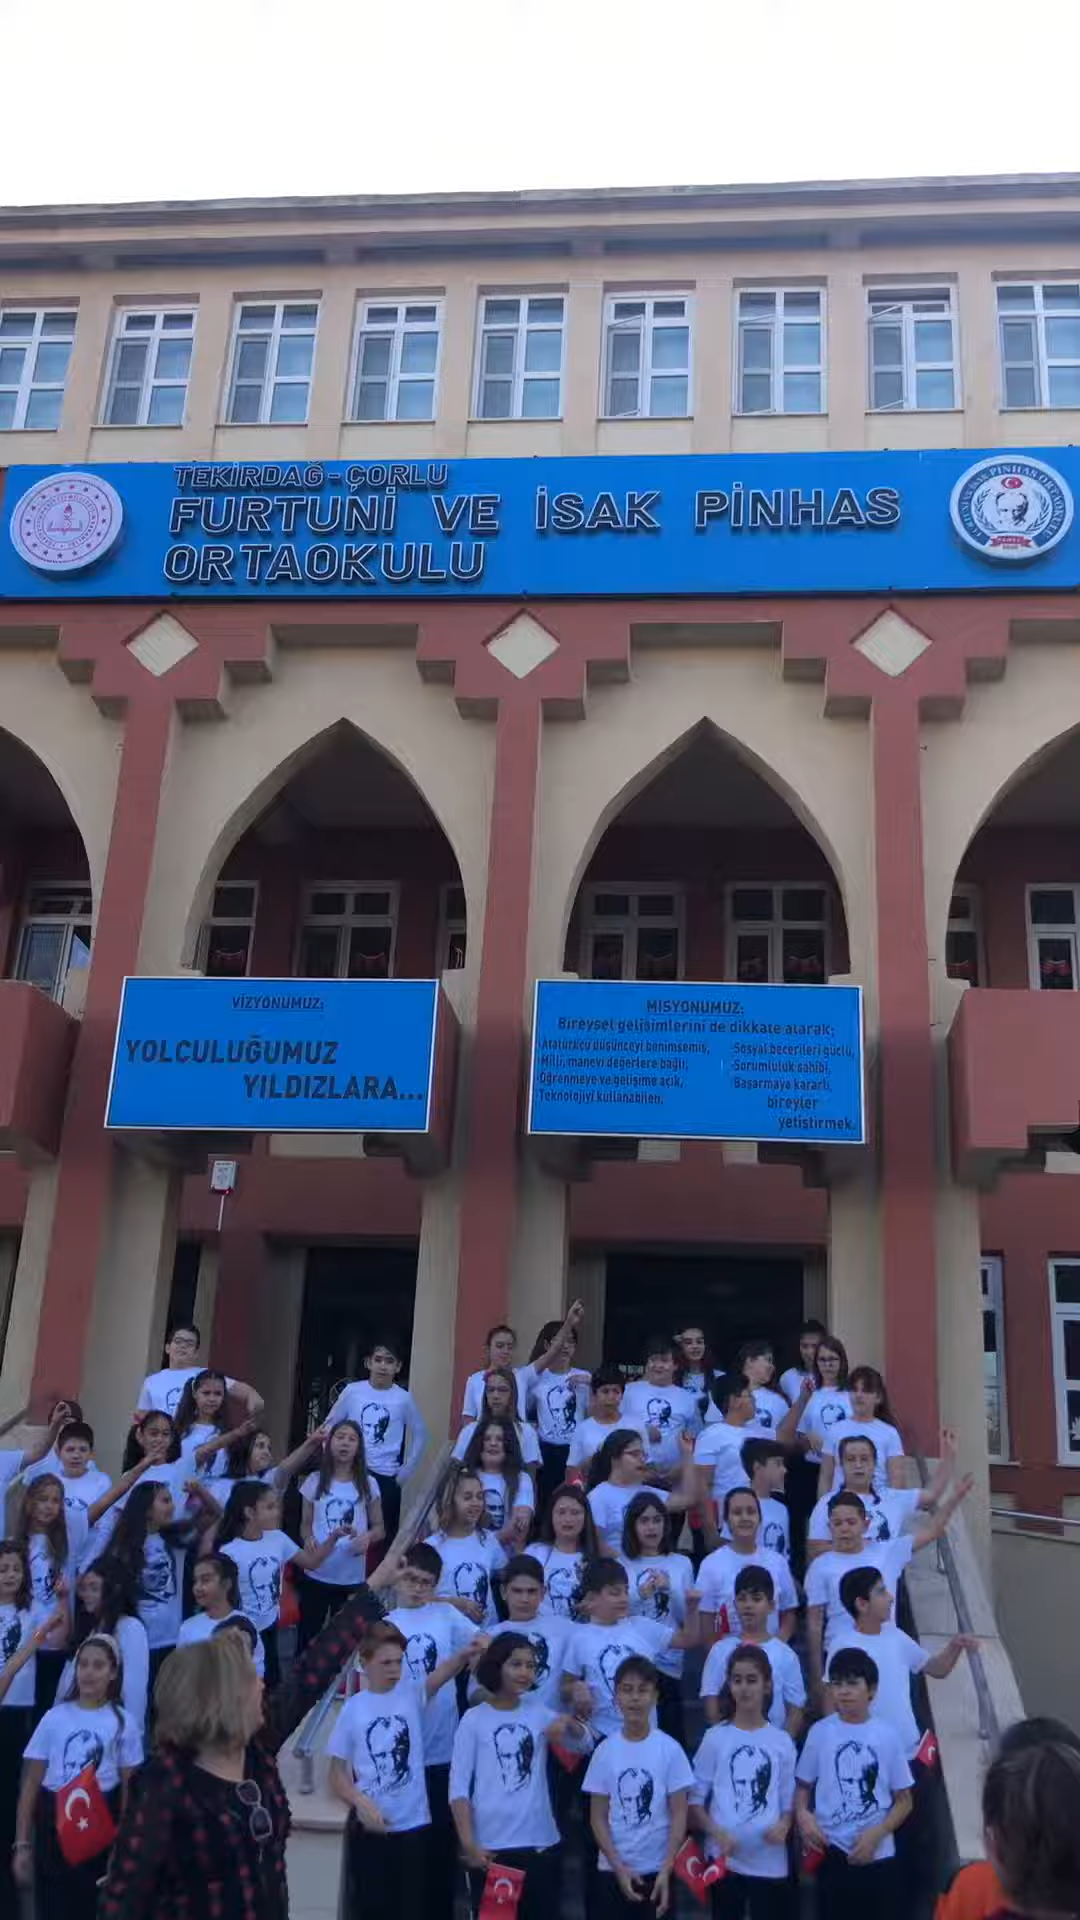 TEKİRDAĞ-ÇORLU
FURTUNİ VE İSAK PİNHAS
ORTAOKULU
VİZYONUMUZ:
YOLCULUĞUMUZ
YILDIZLARA...
MISYONUMUZ:
Bireysel gelişimlerini de dikkate alarak;
-Atatürkçü düşünceyi benimsemiş,
-Milli, manevi değerlere bağlı,
-Öğrenmeye ve gelişime açık,
-Teknolojiyi kullanabilen,
-Sosyal becerileri güçlü,
-Sorumluluk sahibi,
-Başarmaya kararlı,
bireyler
yetiştirmek.